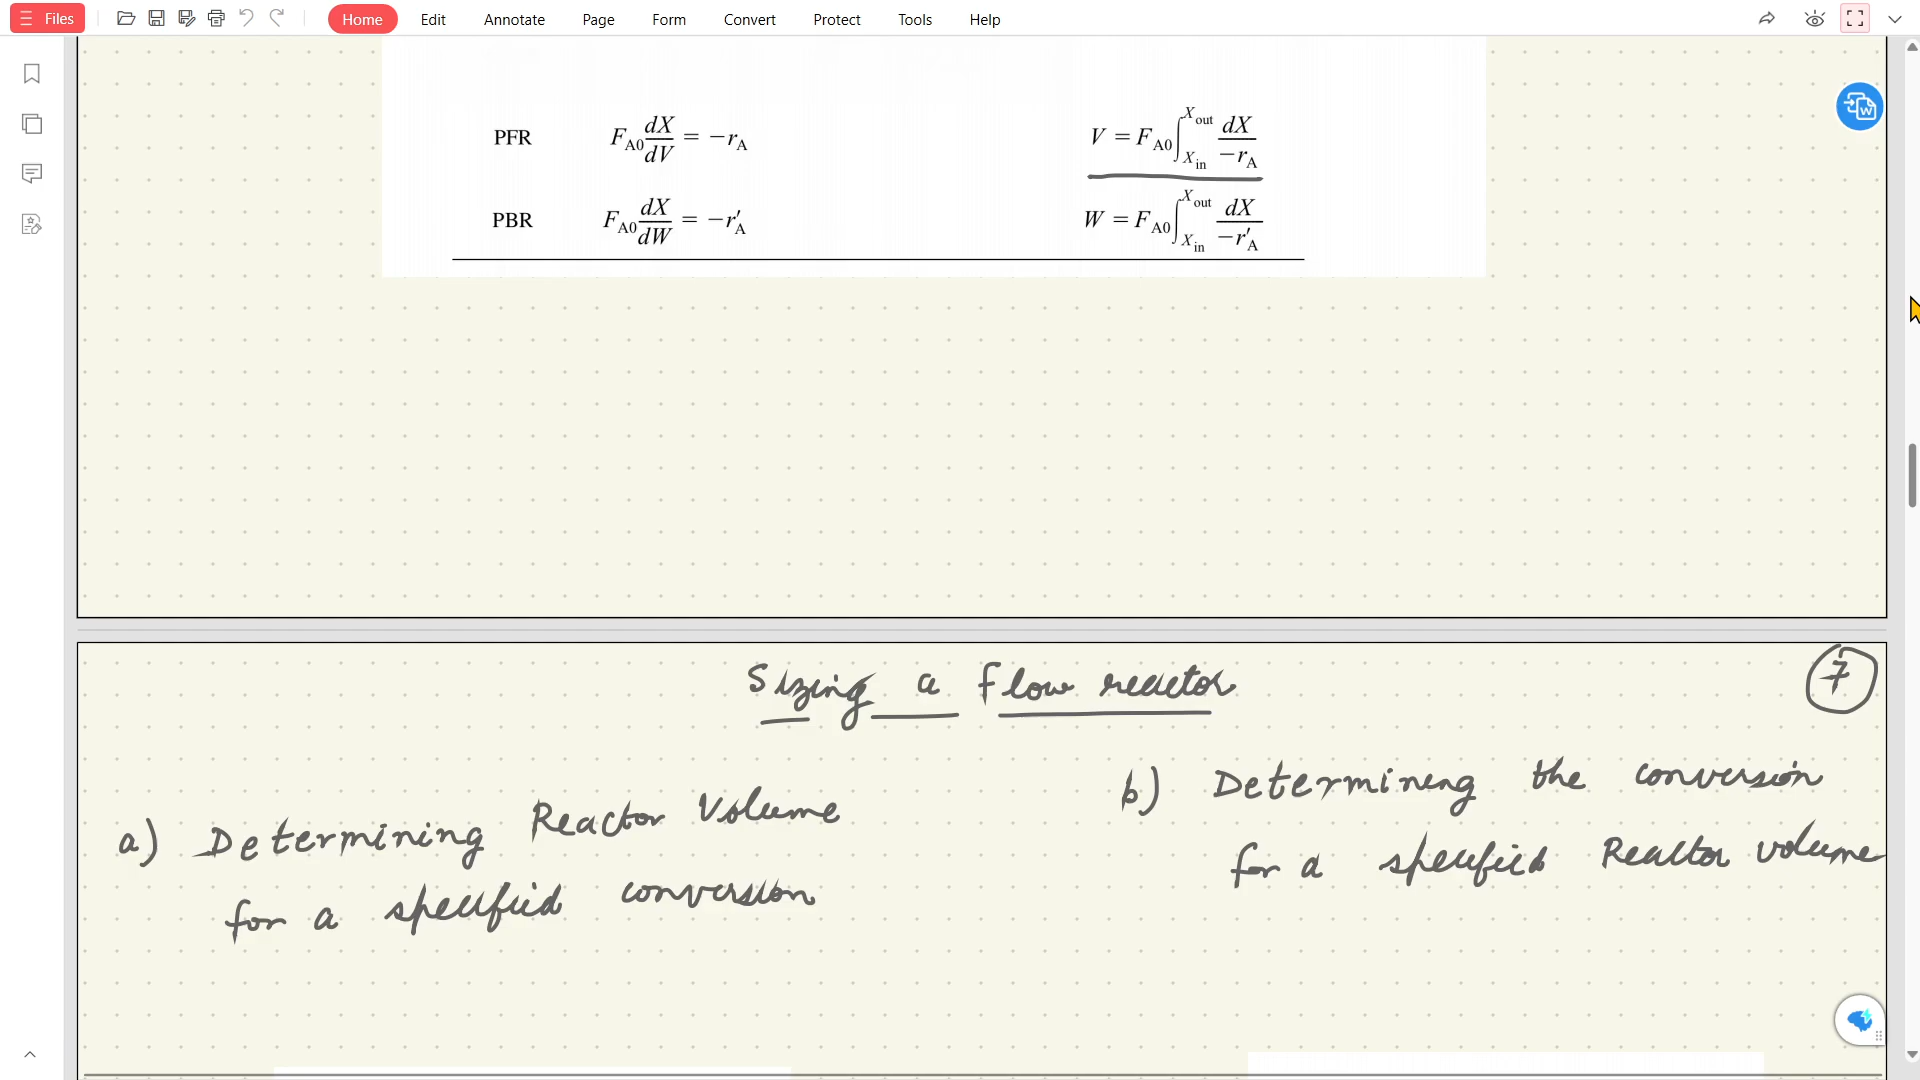 Files Home Edit Annotate Page Form Convert Protect Tools Help
PFR F_A0 dX/dV = −r_A V = F_A0 ∫_{X_in}^{X_out} dX/−r_A
PBR F_A0 dX/dW = −r′_A W = F_A0 ∫_{X_in}^{X_out} dX/−r′_A
Sizing a flow reactor
7
a) Determining Reactor Volume
for a specified conversion
b) Determining the conversion
for a specified Reactor volume